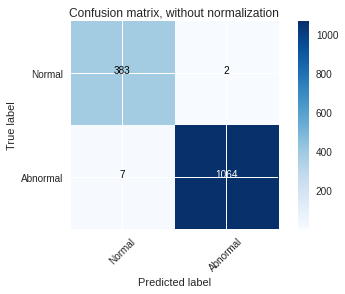 Confusion matrix, without normalization
True label
Normal
Abnormal
383
2
7
1064
Normal
Abnormal
Predicted label
1000
800
600
400
200